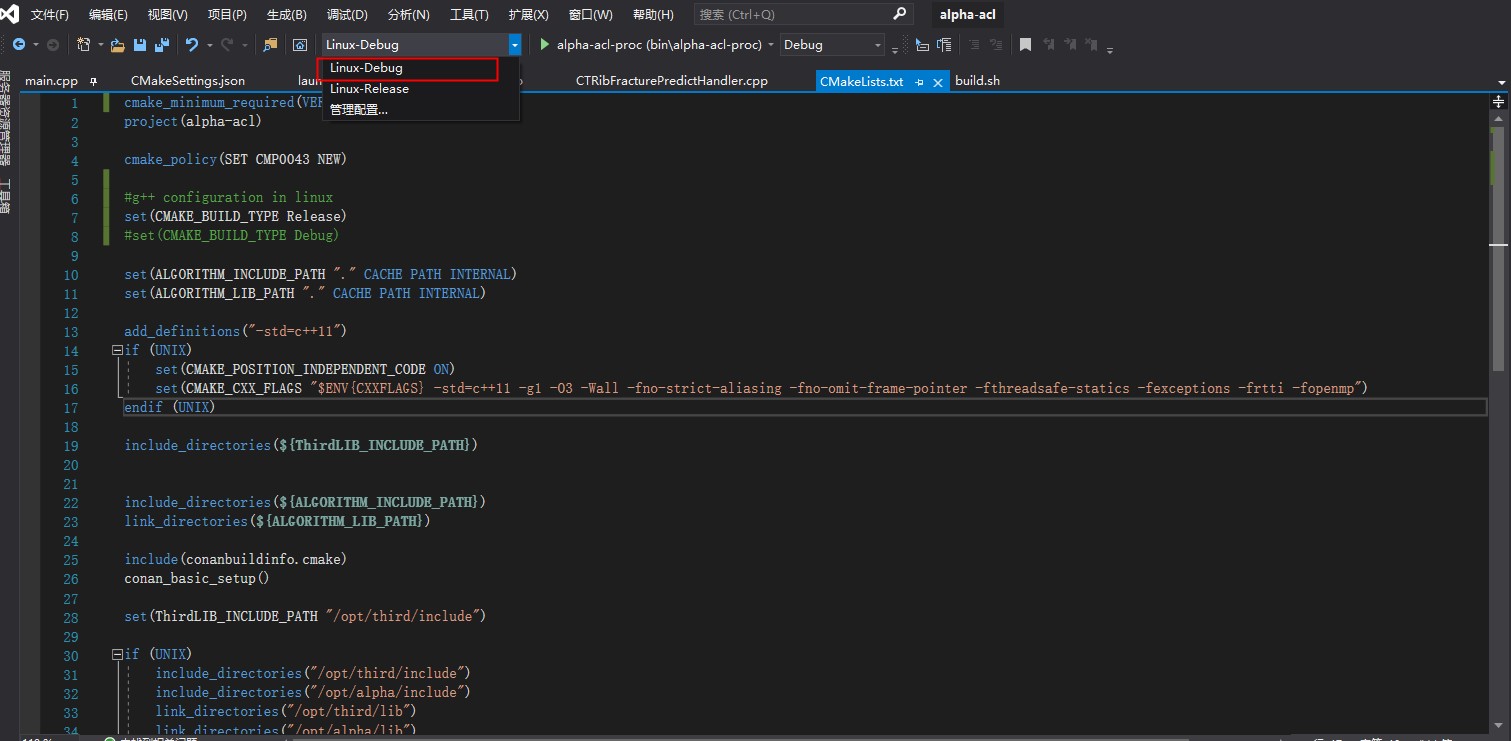 文件(F) 编辑(E) 视图(V) 项目(P) 生成(B) 调试(D) 分析(N) 工具(T) 扩展(X) 窗口(W) 帮助(H) 搜索 (Ctrl+Q) alpha-acl
Linux-Debug alpha-acl-proc (bin\alpha-acl-proc) Debug
Linux-Debug
Linux-Release
管理配置...
main.cpp CMakeSettings.json CTRibFracturePredictHandler.cpp CMakeLists.txt build.sh
服务器资源管理器 工具箱
1 cmake_minimum_required(VER
2 project(alpha-acl)
3
4 cmake_policy(SET CMP0043 NEW)
5
6 #g++ configuration in linux
7 set(CMAKE_BUILD_TYPE Release)
8 #set(CMAKE_BUILD_TYPE Debug)
9
10 set(ALGORITHM_INCLUDE_PATH "." CACHE PATH INTERNAL)
11 set(ALGORITHM_LIB_PATH "." CACHE PATH INTERNAL)
12
13 add_definitions("-std=c++11")
14 if (UNIX)
15 set(CMAKE_POSITION_INDEPENDENT_CODE ON)
16 set(CMAKE_CXX_FLAGS "$ENV{CXXFLAGS} -std=c++11 -g1 -O3 -Wall -fno-strict-aliasing -fno-omit-frame-pointer -fthreadsafe-statics -fexceptions -frtti -fopenmp")
17 endif (UNIX)
18
19 include_directories(${ThirdLIB_INCLUDE_PATH})
20
21
22 include_directories(${ALGORITHM_INCLUDE_PATH})
23 link_directories(${ALGORITHM_LIB_PATH})
24
25 include(conanbuildinfo.cmake)
26 conan_basic_setup()
27
28 set(ThirdLIB_INCLUDE_PATH "/opt/third/include")
29
30 if (UNIX)
31 include_directories("/opt/third/include")
32 include_directories("/opt/alpha/include")
33 link_directories("/opt/third/lib")
34 link_directories("/opt/alpha/lib")